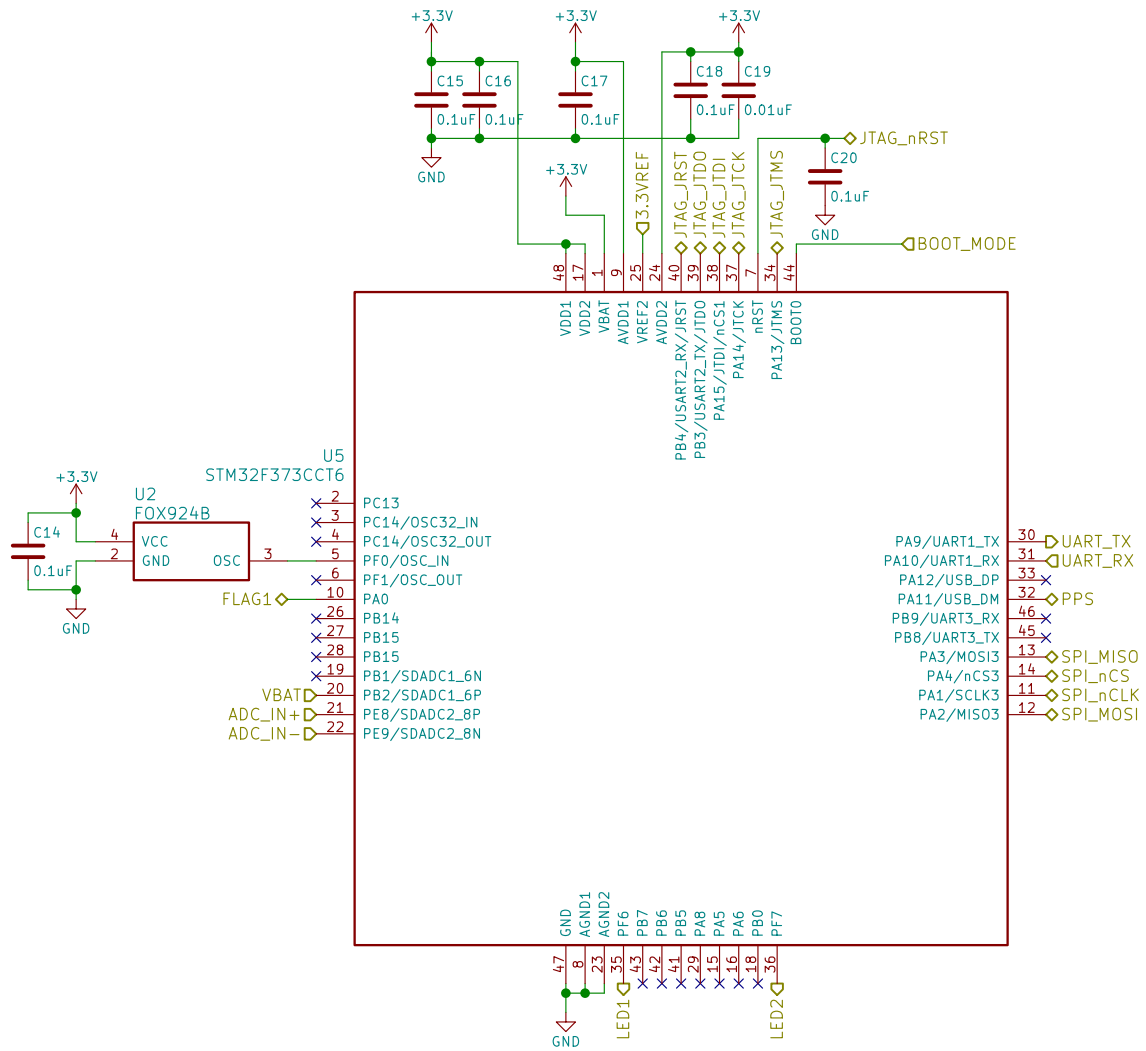 +3.3V
+3.3V
+3.3V
C15
0.1uF
C16
0.1uF
C17
0.1uF
C18
0.1uF
C19
0.01uF
GND
+3.3V
3.3VREF
JTAG_JRST
JTAG_JTDO
JTAG_JTDI
JTAG_JTCK
JTAG_JTMS
JTAG_nRST
C20
0.1uF
GND
BOOT_MODE
48 VDD1
17 VDD2
1 VBAT
9 AVDD1
25 VREF2
24 AVDD2
40 PB4/USART2_RX/JRST
39 PB3/USART2_TX/JTDO
38 PA15/JTDI/nCS1
37 PA14/JTCK
7 nRST
34 PA13/JTMS
44 BOOT0
U5
STM32F373CCT6
+3.3V
C14
0.1uF
GND
U2
FOX924B
4 VCC
2 GND
OSC 3
2 PC13
3 PC14/OSC32_IN
4 PC14/OSC32_OUT
5 PF0/OSC_IN
6 PF1/OSC_OUT
FLAG1 10 PA0
26 PB14
27 PB15
28 PB15
19 PB1/SDADC1_6N
VBAT 20 PB2/SDADC1_6P
ADC_IN+ 21 PE8/SDADC2_8P
ADC_IN- 22 PE9/SDADC2_8N
PA9/UART1_TX 30 UART_TX
PA10/UART1_RX 31 UART_RX
PA12/USB_DP 33
PA11/USB_DM 32 PPS
PB9/UART3_RX 46
PB8/UART3_TX 45
PA3/MOSI3 13 SPI_MISO
PA4/nCS3 14 SPI_nCS
PA1/SCLK3 11 SPI_nCLK
PA2/MISO3 12 SPI_MOSI
GND 47
AGND1 8
AGND2 23
PF6 35 LED1
PB7 43
PB6 42
PB5 41
PA8 29
PA5 15
PA6 16
PB0 18
PF7 36 LED2
GND